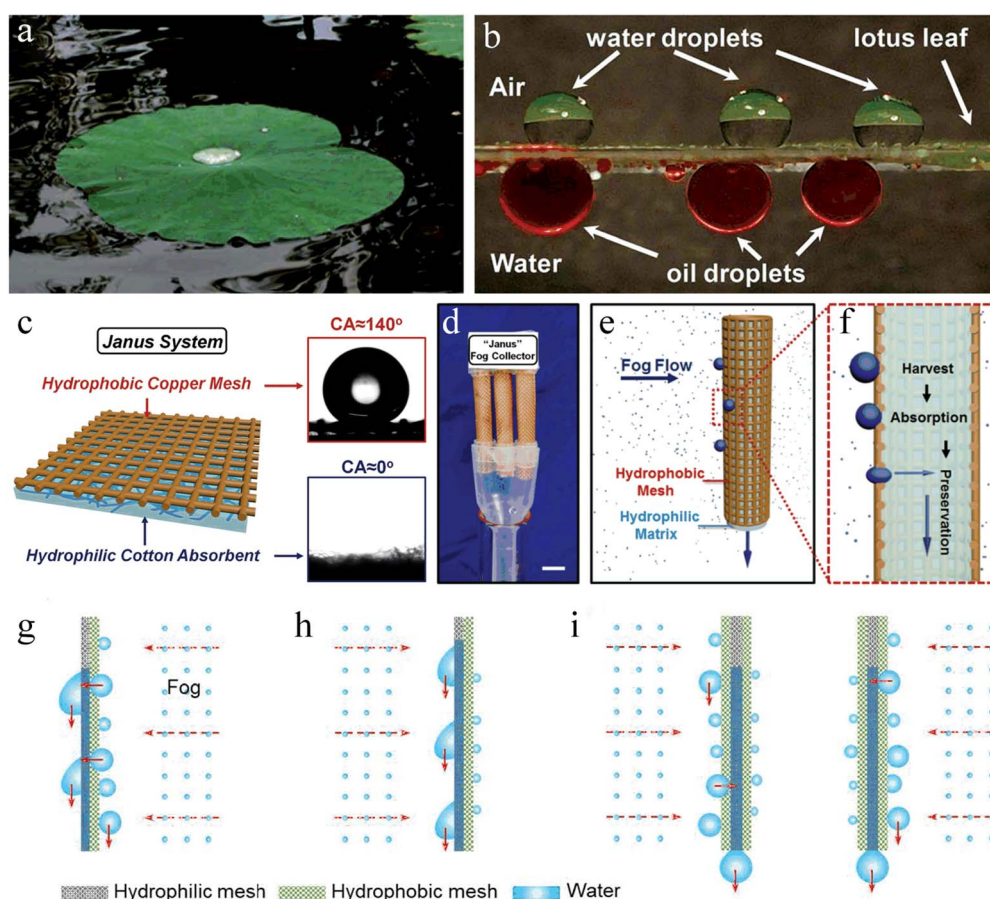 a
b
water droplets
lotus leaf
Air
Water
oil droplets
c
Janus System
Hydrophobic Copper Mesh
Hydrophilic Cotton Absorbent
CA≈140°
CA≈0°
d
"Janus"
Fog Collector
e
Fog Flow
Hydrophobic
Mesh
Hydrophilic
Matrix
f
Harvest
Absorption
Preservation
g
Fog
h
i
Hydrophilic mesh
Hydrophobic mesh
Water